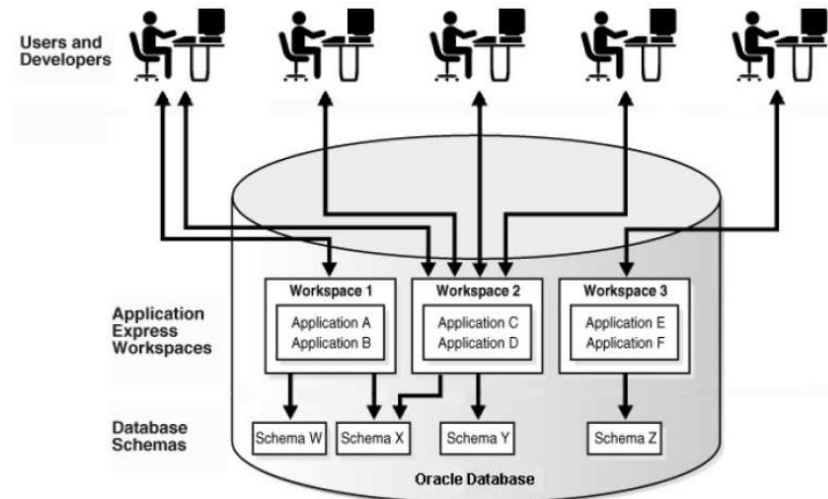 Users and
Developers
Workspace 1
Workspace 2
Workspace 3
Application
Express
Workspaces
Application A
Application B
Application C
Application D
Application E
Application F
Database
Schemas
Schema W
Schema X
Schema Y
Schema Z
Oracle Database